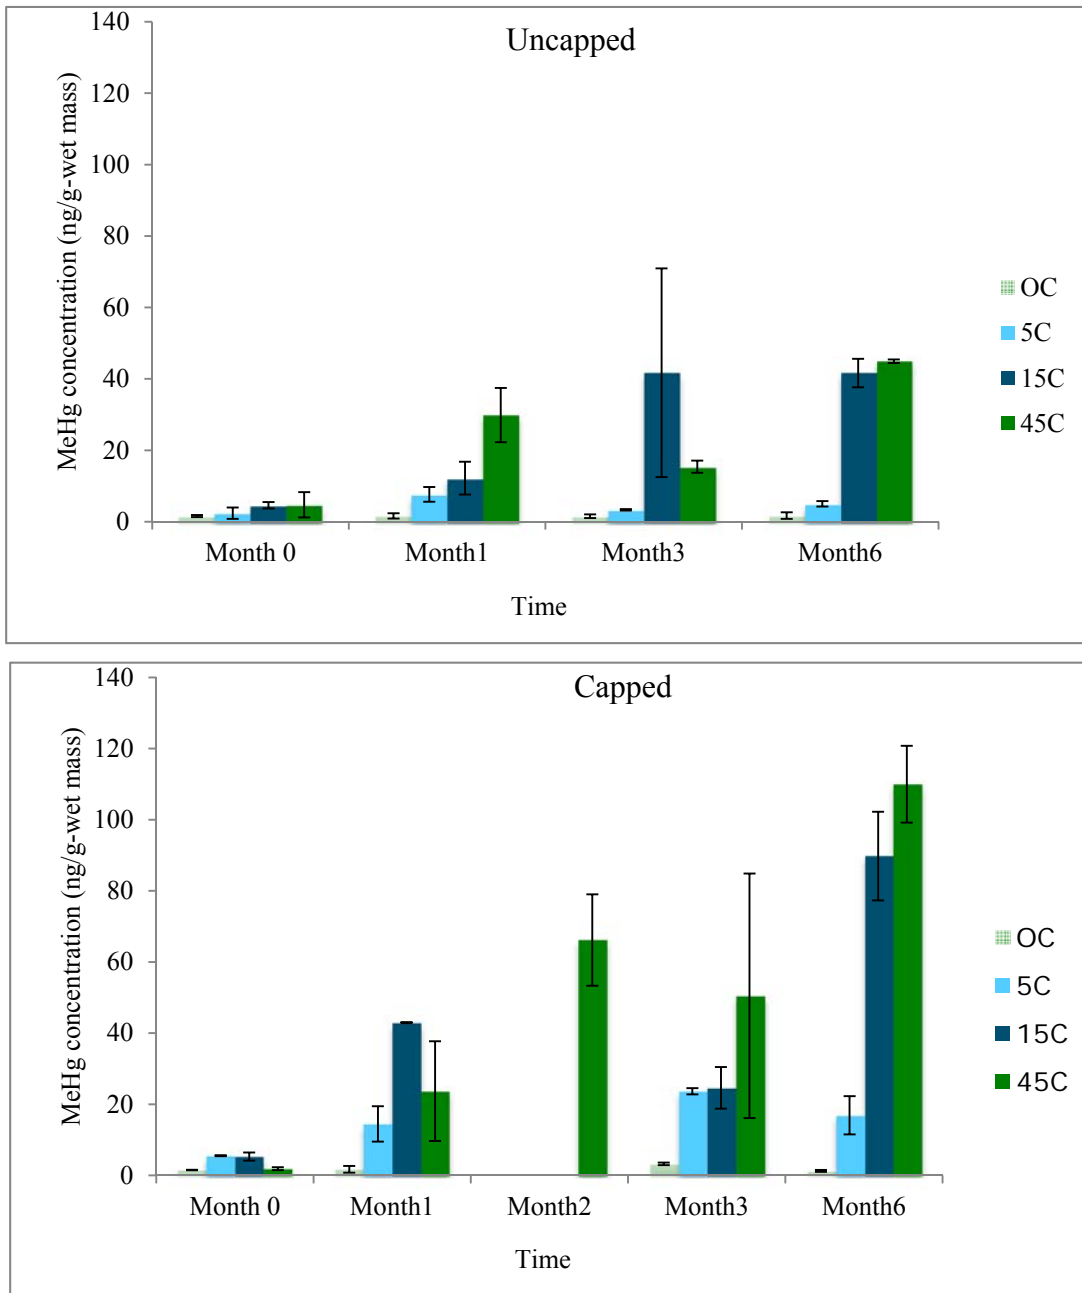 Uncapped
MeHg concentration (ng/g-wet mass)
140
120
100
80
60
40
20
0
Month 0 Month1 Month3 Month6
Time
OC
5C
15C
45C
Capped
MeHg concentration (ng/g-wet mass)
140
120
100
80
60
40
20
0
Month 0 Month1 Month2 Month3 Month6
Time
OC
5C
15C
45C